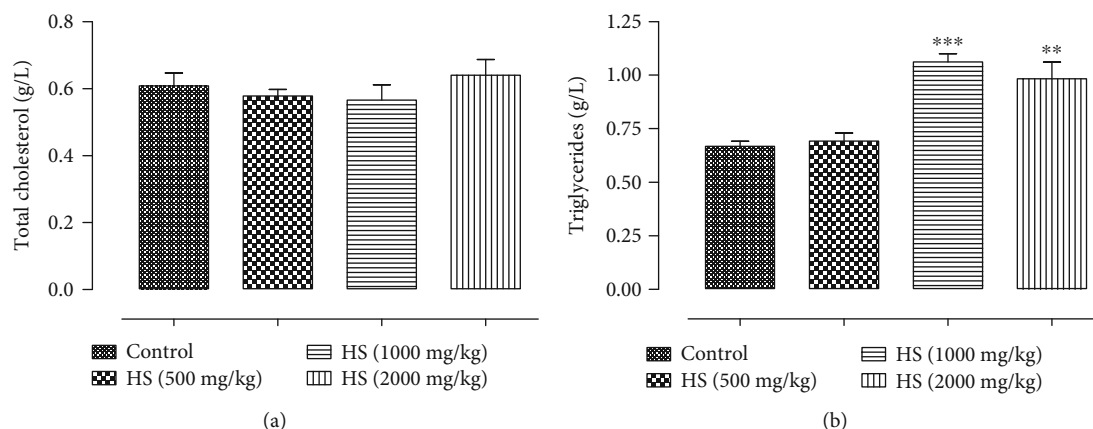 Total cholesterol (g/L)
0.8
0.6
0.4
0.2
0.0
Control
HS (500 mg/kg)
HS (1000 mg/kg)
HS (2000 mg/kg)
(a)
Triglycerides (g/L)
1.25
1.00
0.75
0.50
0.25
0.00
***
**
Control
HS (500 mg/kg)
HS (1000 mg/kg)
HS (2000 mg/kg)
(b)